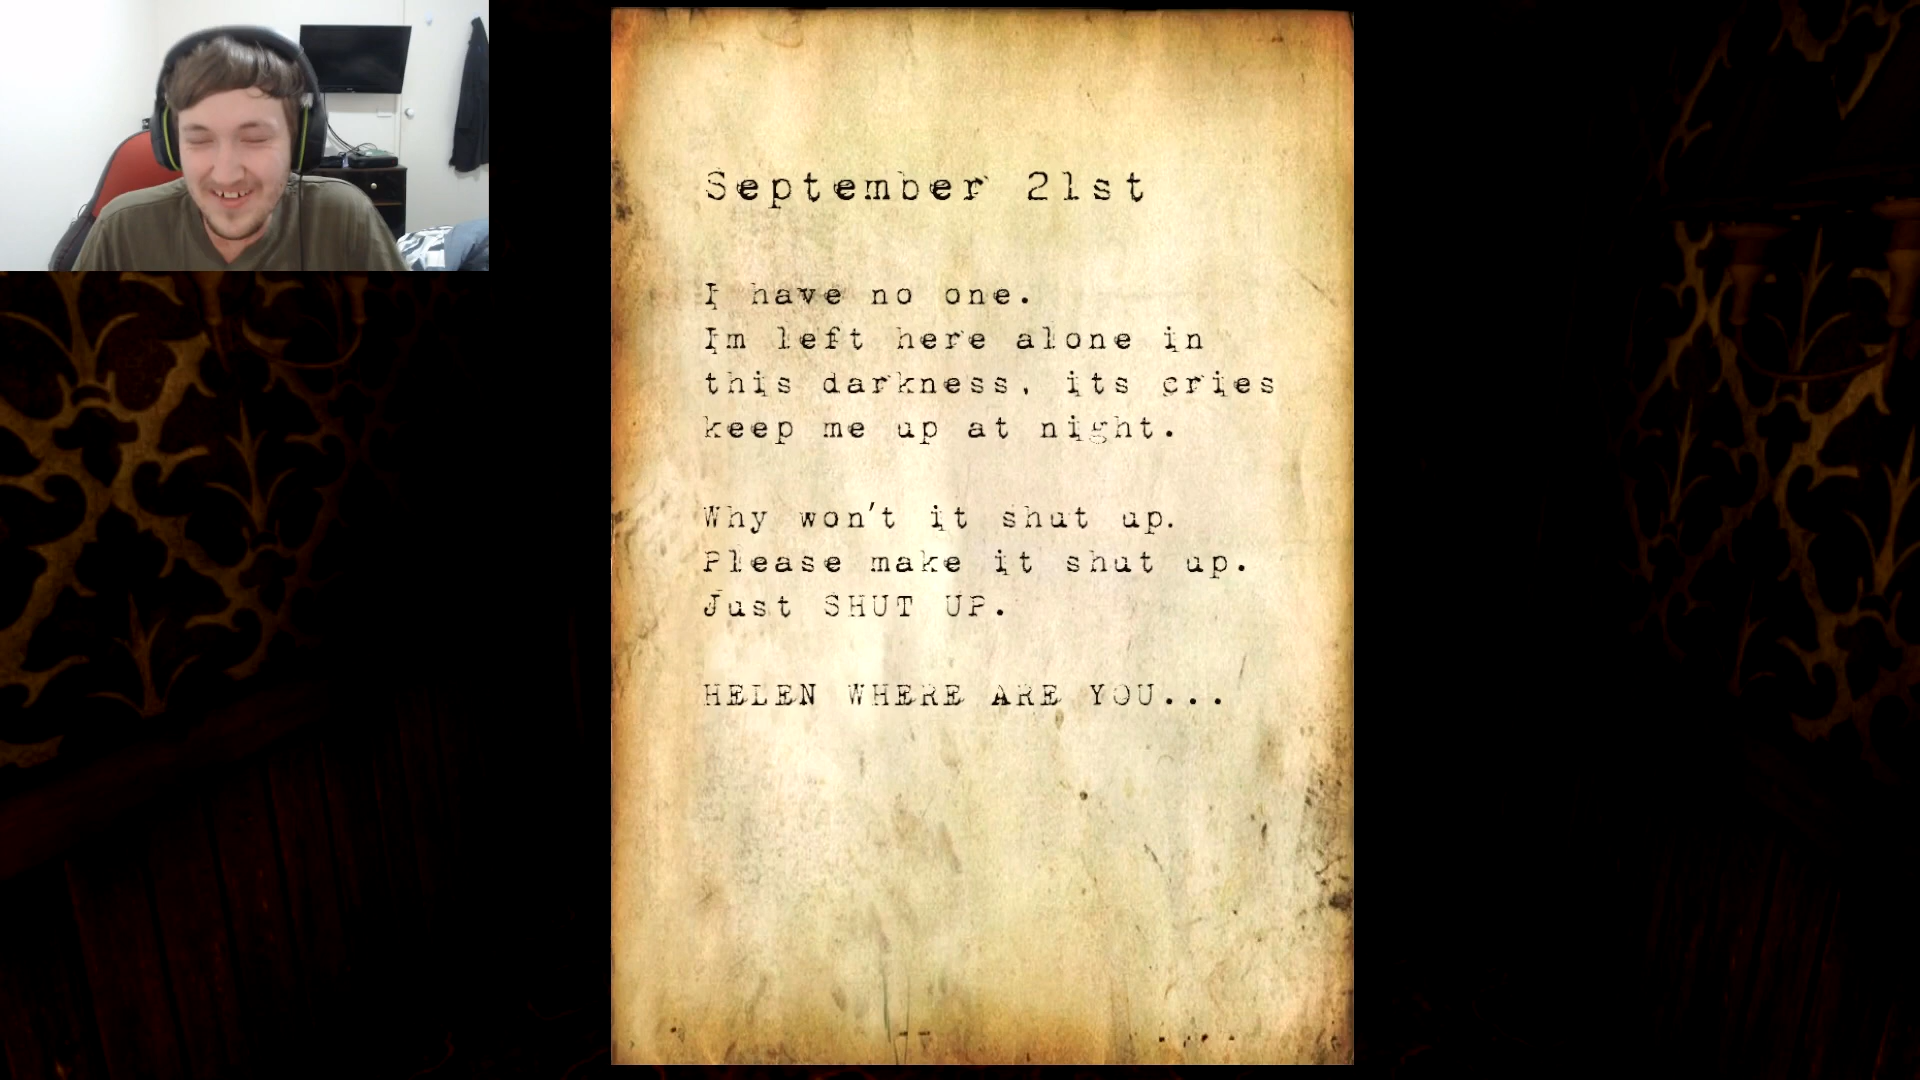 September 21st
I have no one.
Im left here alone in
this darkness, its cries
keep me up at night.
Why won't it shut up.
Please make it shut up.
Just SHUT UP.
HELEN WHERE ARE YOU...